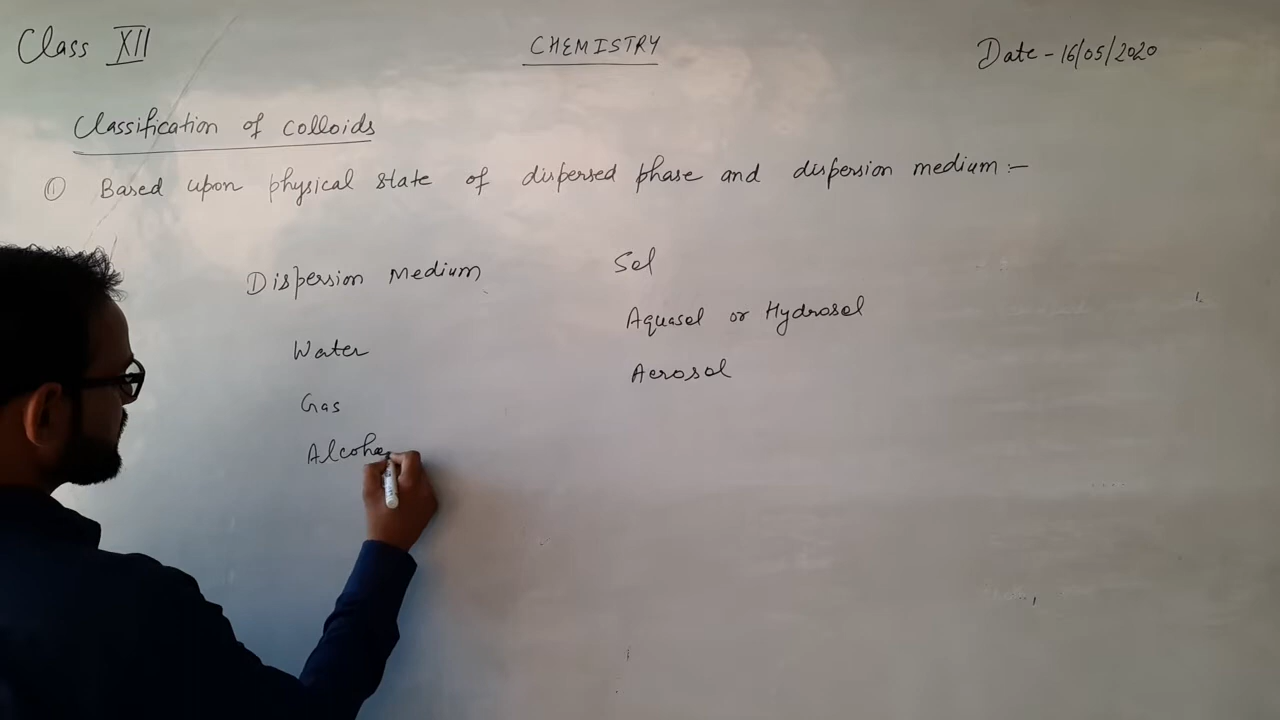 Class XII CHEMISTRY Date - 16/05/2020
Classification of colloids
① Based upon physical state of dispersed phase and dispersion medium :-
Dispersion Medium Sol
Water Aquasol or Hydrosol
Gas Aerosol
Alcoho